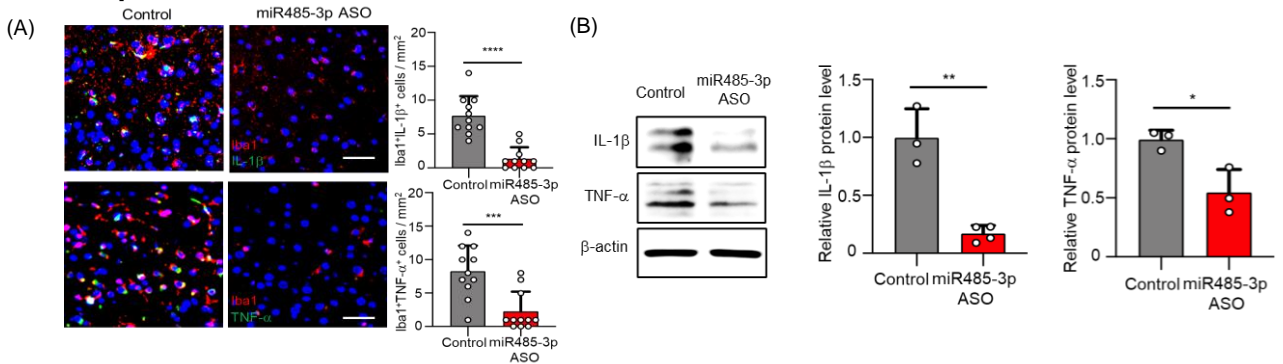 (A)
Control
miR485-3p ASO
Iba1
IL-1β
Iba1
TNF-α
Iba1⁺IL-1β⁺ cells / mm²
20
15
10
5
0
****
Control
miR485-3p
ASO
Iba1⁺TNF-α⁺ cells / mm²
20
15
10
5
0
***
Control
miR485-3p
ASO
(B)
Control
miR485-3p
ASO
IL-1β
TNF-α
β-actin
Relative IL-1β protein level
1.5
1.0
0.5
0
**
Control
miR485-3p
ASO
Relative TNF-α protein level
1.5
1.0
0.5
0
*
Control
miR485-3p
ASO